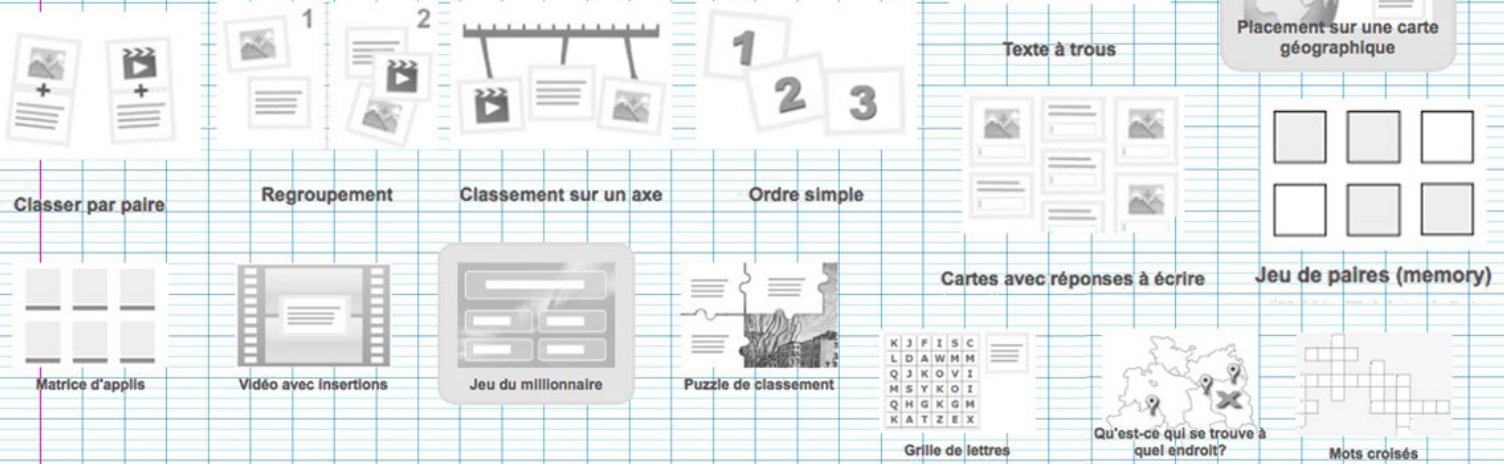 1
2
1
2
3
Texte à trous
Placement sur une carte
géographique
Classer par paire
Regroupement
Classement sur un axe
Ordre simple
Cartes avec réponses à écrire
Jeu de paires (memory)
Matrice d'applis
Vidéo avec insertions
Jeu du millionnaire
Puzzle de classement
K J F I S C
L D A W M M
Q J K O V I
M S Y K O I
Q H G K G M
K A T Z E X
Grille de lettres
Qu'est-ce qui se trouve à
quel endroit?
Mots croisés